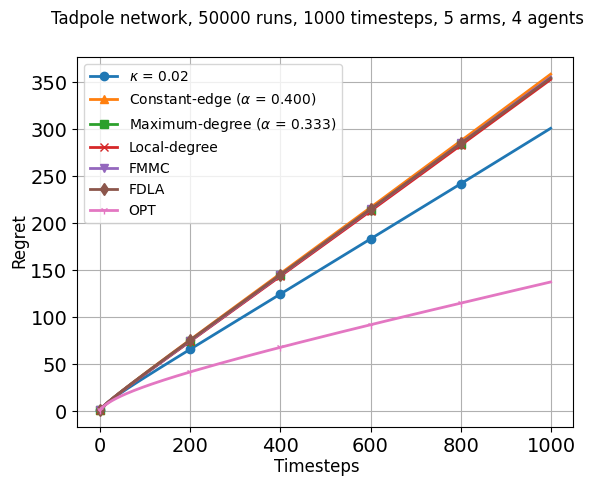 Tadpole network, 50000 runs, 1000 timesteps, 5 arms, 4 agents
κ = 0.02
Constant-edge (α = 0.400)
Maximum-degree (α = 0.333)
Local-degree
FMMC
FDLA
OPT
Regret
350
300
250
200
150
100
50
0
0 200 400 600 800 1000
Timesteps